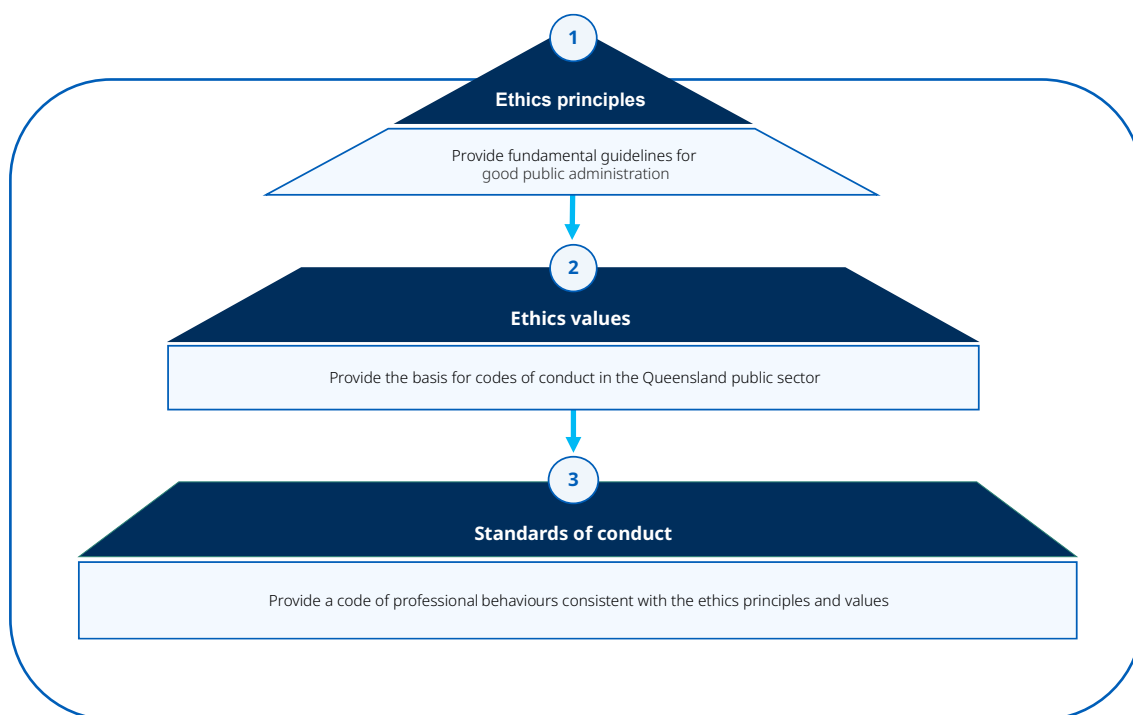 1
Ethics principles
Provide fundamental guidelines for
good public administration
2
Ethics values
Provide the basis for codes of conduct in the Queensland public sector
3
Standards of conduct
Provide a code of professional behaviours consistent with the ethics principles and values